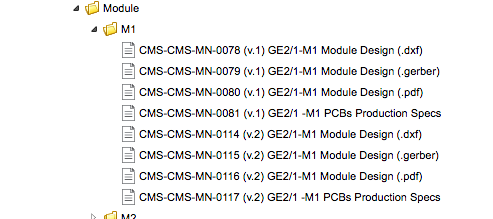 Module
M1
CMS-CMS-MN-0078 (v.1) GE2/1-M1 Module Design (.dxf)
CMS-CMS-MN-0079 (v.1) GE2/1-M1 Module Design (.gerber)
CMS-CMS-MN-0080 (v.1) GE2/1-M1 Module Design (.pdf)
CMS-CMS-MN-0081 (v.1) GE2/1 -M1 PCBs Production Specs
CMS-CMS-MN-0114 (v.2) GE2/1-M1 Module Design (.dxf)
CMS-CMS-MN-0115 (v.2) GE2/1-M1 Module Design (.gerber)
CMS-CMS-MN-0116 (v.2) GE2/1-M1 Module Design (.pdf)
CMS-CMS-MN-0117 (v.2) GE2/1 -M1 PCBs Production Specs
M2